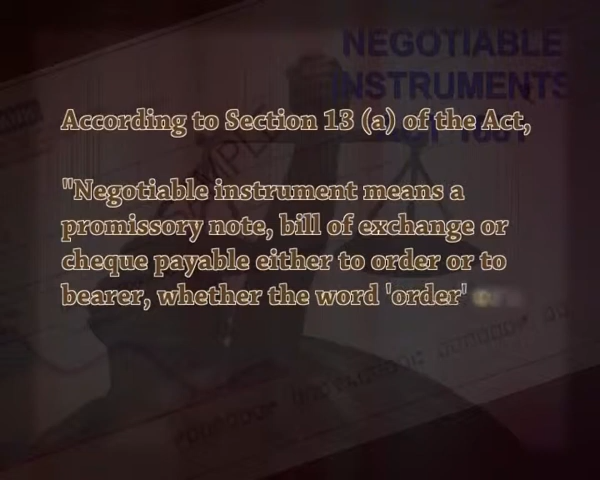 NEGOTIABLE
INSTRUMENTS
According to Section 13 (a) of the Act,
"Negotiable instrument means a
promissory note, bill of exchange or
cheque payable either to order or to
bearer, whether the word 'order'